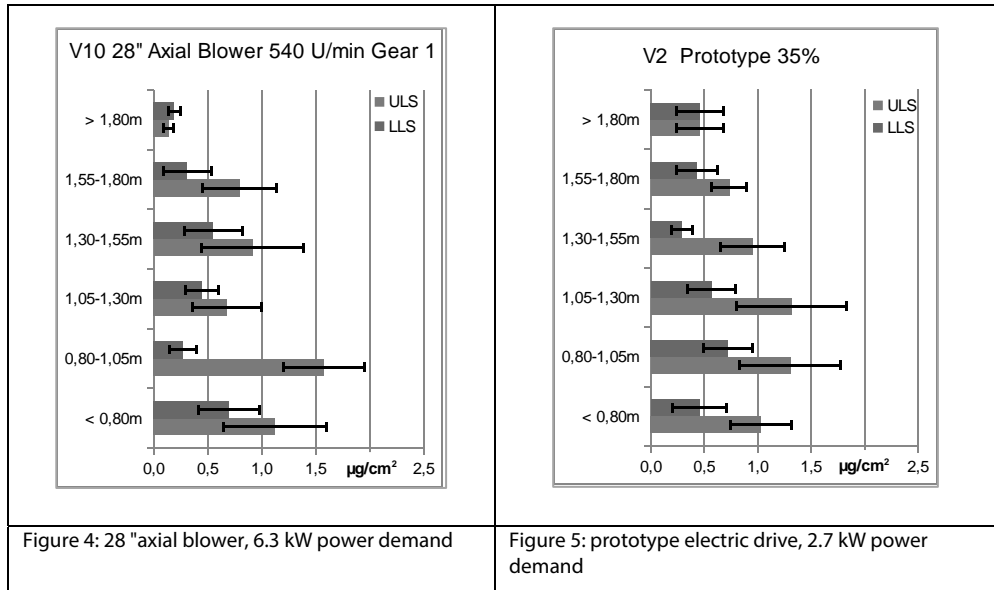 V10 28" Axial Blower 540 U/min Gear 1
ULS
LLS
> 1,80m
1,55-1,80m
1,30-1,55m
1,05-1,30m
0,80-1,05m
< 0,80m
0,0 0,5 1,0 1,5 µg/cm² 2,5
V2 Prototype 35%
ULS
LLS
> 1,80m
1,55-1,80m
1,30-1,55m
1,05-1,30m
0,80-1,05m
< 0,80m
0,0 0,5 1,0 1,5 µg/cm² 2,5
Figure 4: 28 "axial blower, 6.3 kW power demand
Figure 5: prototype electric drive, 2.7 kW power
demand